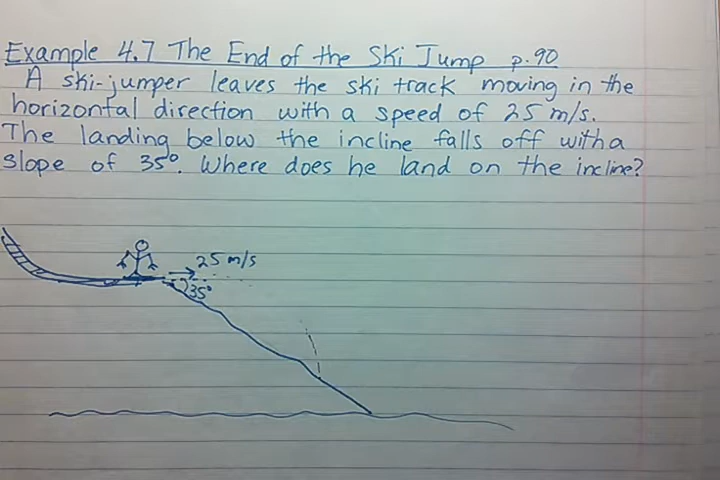 Example 4.7 The End of the Ski Jump p.90
A ski-jumper leaves the ski track moving in the
horizontal direction with a speed of 25 m/s.
The landing below the incline falls off with a
slope of 35°. Where does he land on the incline?
25 m/s
35°